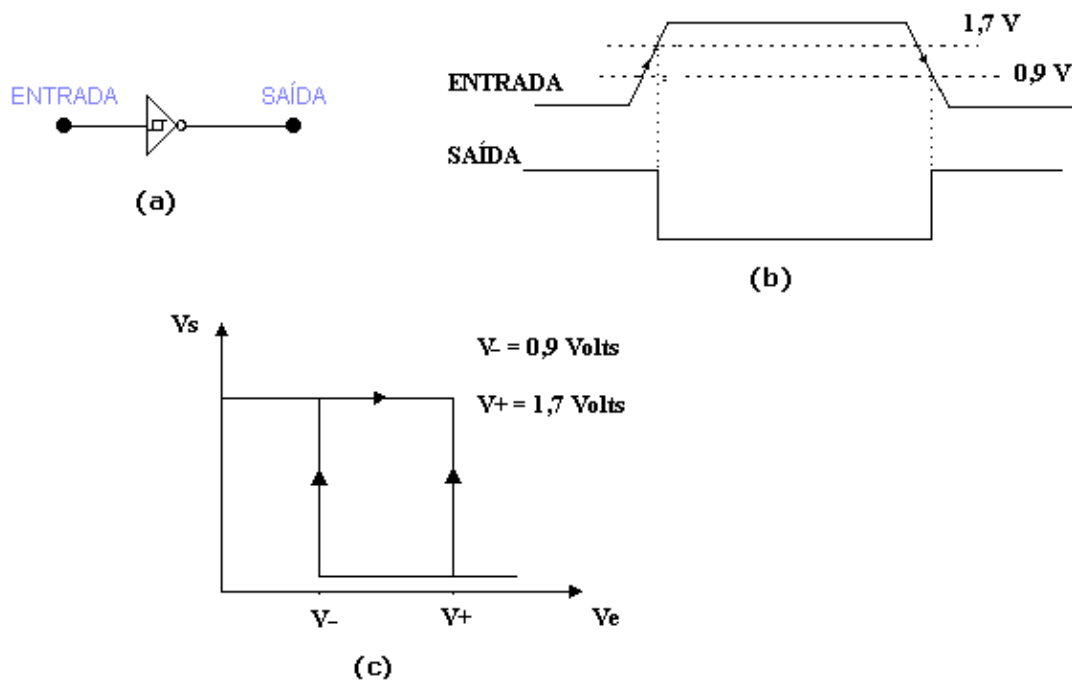 ENTRADA
SAÍDA
(a)
1,7 V
0,9 V
ENTRADA
SAÍDA
(b)
Vs
V- = 0,9 Volts
V+ = 1,7 Volts
V-
V+
Ve
(c)